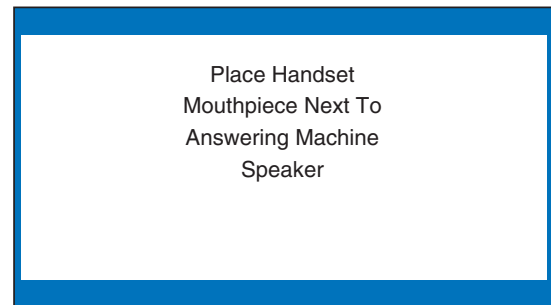 Place Handset
Mouthpiece Next To
Answering Machine
Speaker